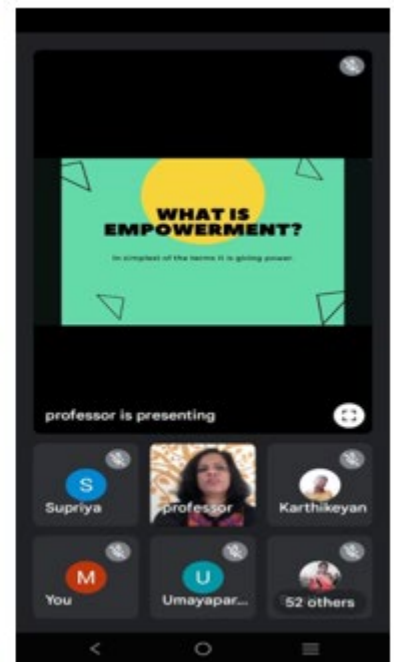 WHAT IS
EMPOWERMENT?
In simplest of the terms it is giving power.
professor is presenting
S
Supriya
professor
Karthikeyan
M
You
U
Umayapar...
52 others